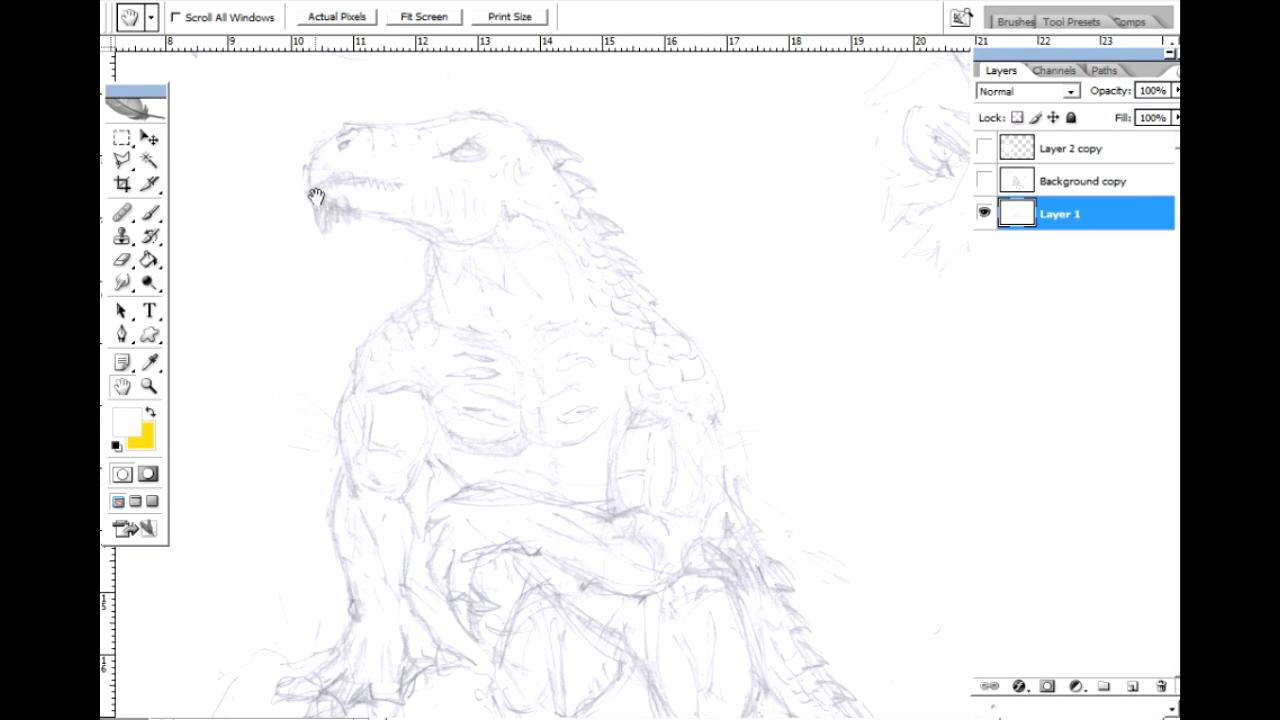 Scroll All Windows Actual Pixels Fit Screen Print Size
Brushes Tool Presets Comps
8 9 10 11 12 13 14 15 16 17 18 19 20 21 22 23
Layers Channels Paths
Normal Opacity: 100%
Lock: Fill: 100%
Layer 2 copy
Background copy
Layer 1
T
15
16